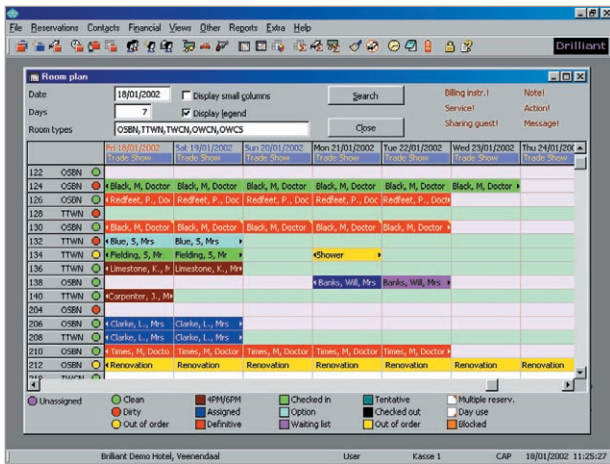 File Reservations Contacts Financial Views Other Reports Extra Help
Brilliant
Room plan
Date 18/01/2002 Display small columns Search Billing instr.! Note!
Days 7 Display legend Service! Action!
Room types OSBN,TTWN,TWCN,OWCN,OWCS Close Sharing guest! Message!
Fri 18/01/2002 Sat 19/01/2002 Sun 20/01/2002 Mon 21/01/2002 Tue 22/01/2002 Wed 23/01/2002 Thu 24/01/200
Trade Show Trade Show Trade Show Trade Show Trade Show Trade Show Trade Show
122 OSBN
124 OSBN Black, M, Doctor Black, M, Doctor Black, M, Doctor Black, M, Doctor Black, M, Doctor Black, M, Doctor
126 OSBN Redfeet, P., Doc Redfeet, P., Doc Redfeet, P., Doc Redfeet, P., Doc Redfeet, P., Doct
128 TTWN
130 OSBN Black, M, Doctor Black, M, Doctor Black, M, Doctor Black, M, Doctor Black, M, Doctor
132 TTWN Blue, S, Mrs Blue, S, Mrs
134 TTWN Fielding, S, Mr Fielding, S, Mr Shower
136 TTWN Limestone, K., M Limestone, K., Mr
138 OSBN Banks, Will, Mrs Banks, Will, Mrs
140 TTWN Carpenter, J., M
204 OSBN
206 OSBN Clarke, L., Mrs Clarke, L., Mrs
208 TTWN Clarke, L., Mrs Clarke, L., Mrs
210 OSBN Times, M, Docto Times, M, Doctor Times, M, Doctor Times, M, Doctor Times, M, Doctor
212 OSBN Renovation Renovation Renovation Renovation Renovation Renovation Renovation
Unassigned Clean 4PM/6PM Checked in Tentative Multiple reserv.
Dirty Assigned Option Checked out Day use
Out of order Definitive Waiting list Out of order Blocked
Brilliant Demo Hotel, Veenendaal User Kasse 1 CAP 18/01/2002 11:25:27